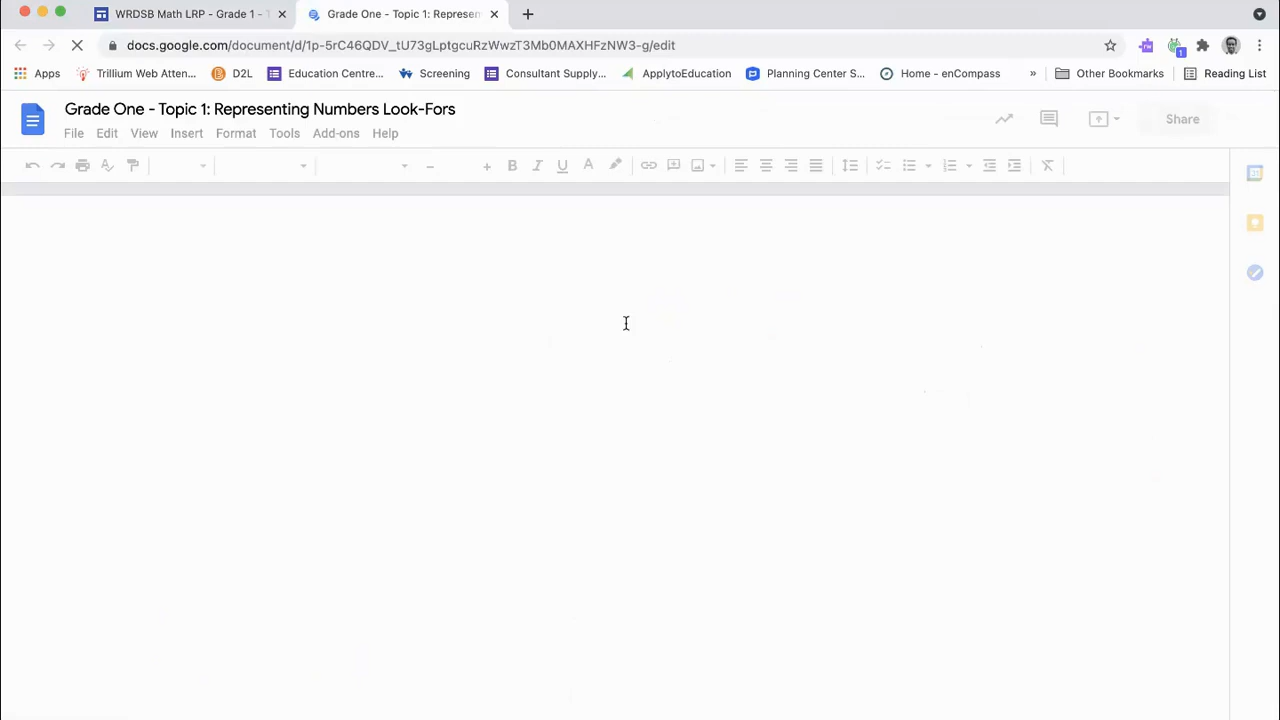 WRDSB Math LRP - Grade 1 - T
Grade One - Topic 1: Represen
docs.google.com/document/d/1p-5rC46QDV_tU73gLptgcuRzWwzT3Mb0MAXHFzNW3-g/edit
Apps Trillium Web Atten... D2L Education Centre... Screening Consultant Supply... ApplytoEducation Planning Center S... Home - enCompass » Other Bookmarks Reading List
Grade One - Topic 1: Representing Numbers Look-Fors
File Edit View Insert Format Tools Add-ons Help
Share